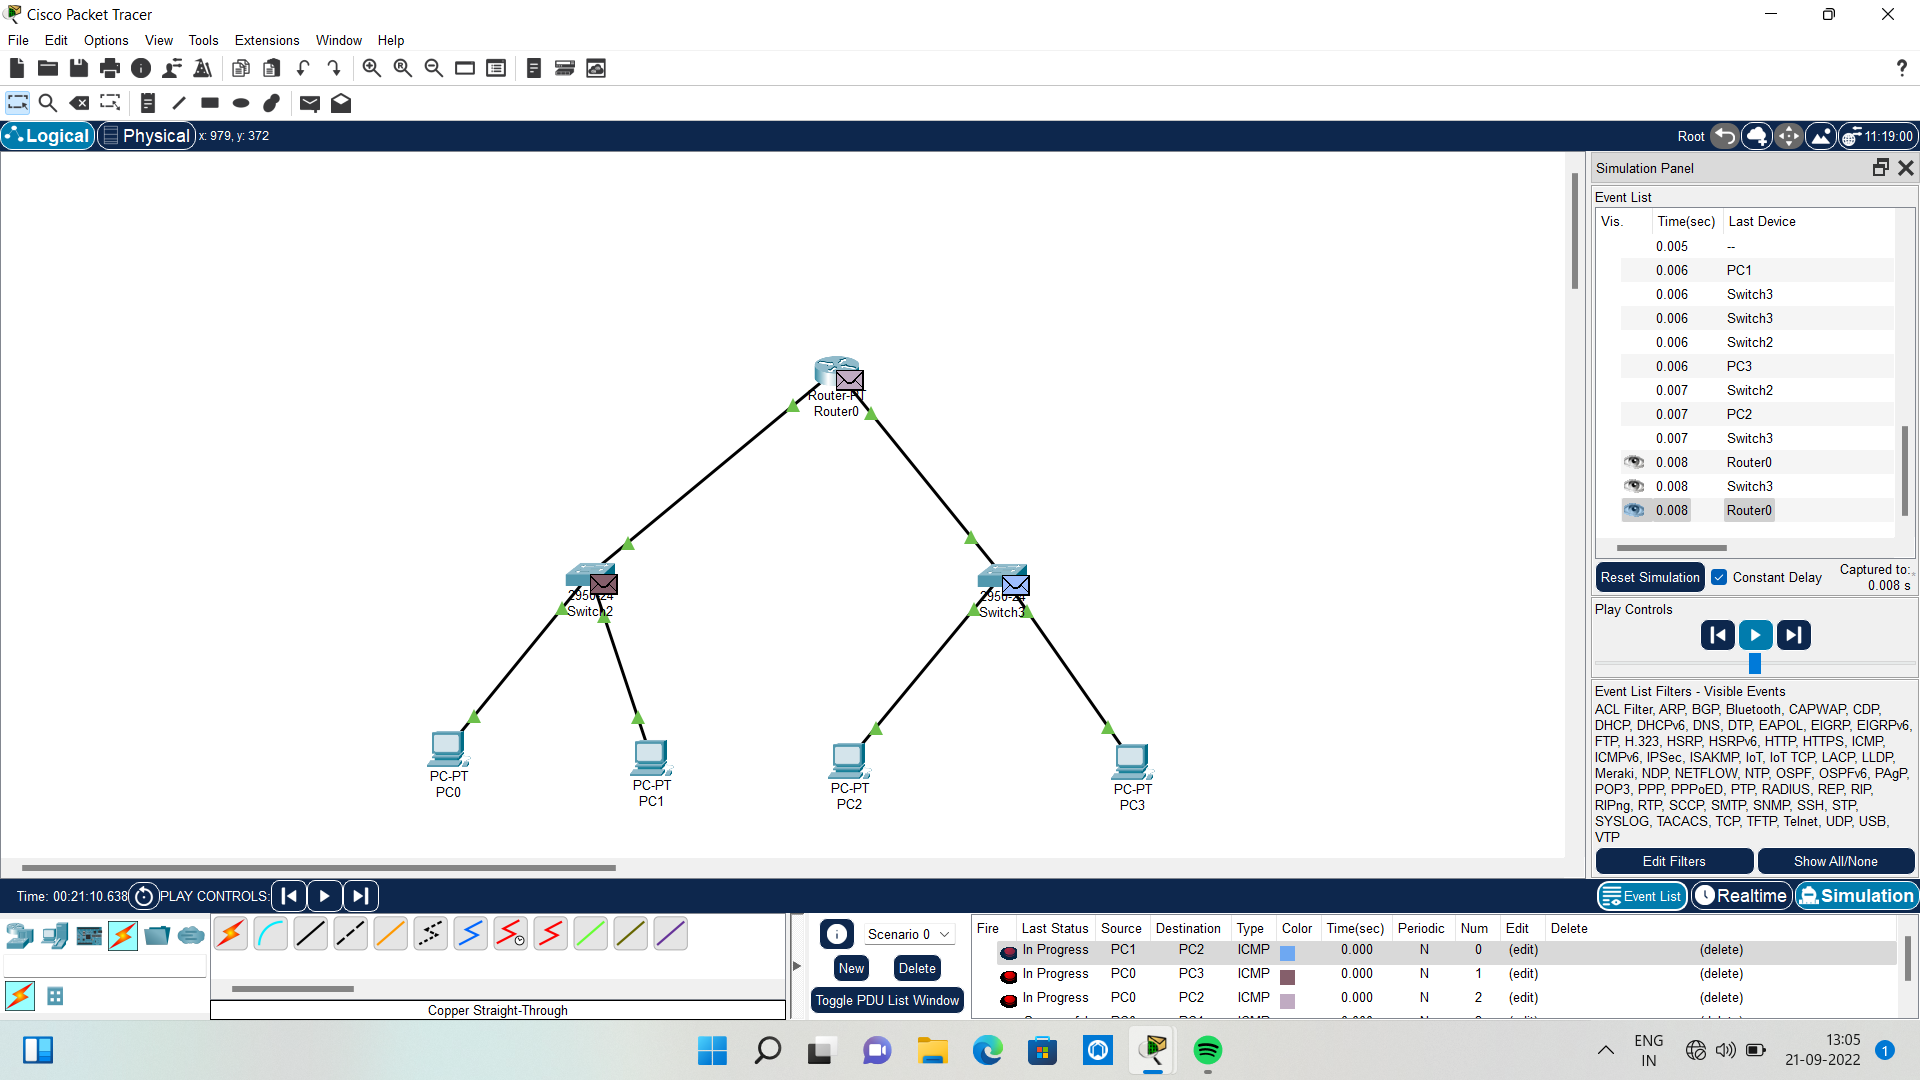 Cisco Packet Tracer
File Edit Options View Tools Extensions Window Help
?
Logical Physical x: 979, y: 372 Root 11:19:00
Simulation Panel
Event List
Vis. Time(sec) Last Device
0.005 --
0.006 PC1
0.006 Switch3
0.006 Switch3
0.006 Switch2
0.006 PC3
0.007 Switch2
0.007 PC2
0.007 Switch3
0.008 Router0
0.008 Switch3
0.008 Router0
Reset Simulation Constant Delay Captured to:
0.008 s
Play Controls
Event List Filters - Visible Events
ACL Filter, ARP, BGP, Bluetooth, CAPWAP, CDP,
DHCP, DHCPv6, DNS, DTP, EAPOL, EIGRP, EIGRPv6,
FTP, H.323, HSRP, HSRPv6, HTTP, HTTPS, ICMP,
ICMPv6, IPSec, ISAKMP, IoT, IoT TCP, LACP, LLDP,
Meraki, NDP, NETFLOW, NTP, OSPF, OSPFv6, PAgP,
POP3, PPP, PPPoED, PTP, RADIUS, REP, RIP,
RIPng, RTP, SCCP, SMTP, SNMP, SSH, STP,
SYSLOG, TACACS, TCP, TFTP, Telnet, UDP, USB,
VTP
Edit Filters Show All/None
Router-PT
Router0
2950-24
Switch2
2950-24
Switch3
PC-PT
PC0
PC-PT
PC1
PC-PT
PC2
PC-PT
PC3
Time: 00:21:10.638 PLAY CONTROLS: Event List Realtime Simulation
Copper Straight-Through
Scenario 0
New Delete
Toggle PDU List Window
Fire Last Status Source Destination Type Color Time(sec) Periodic Num Edit Delete
In Progress PC1 PC2 ICMP 0.000 N 0 (edit) (delete)
In Progress PC0 PC3 ICMP 0.000 N 1 (edit) (delete)
In Progress PC0 PC2 ICMP 0.000 N 2 (edit) (delete)
ENG
IN
13:05
21-09-2022
1